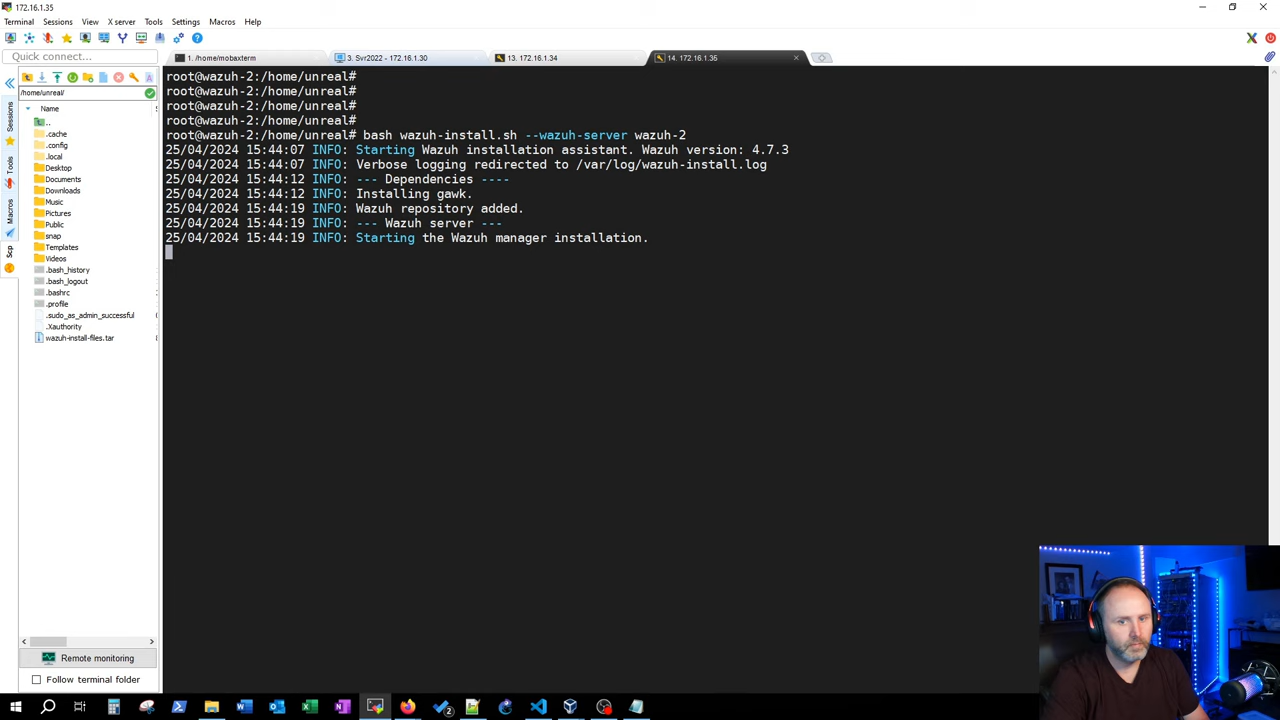 172.16.1.35
Terminal Sessions View X server Tools Settings Macros Help
Quick connect...
1. /home/mobaxterm
3. Svr2022 - 172.16.1.30
13. 172.16.1.34
14. 172.16.1.35
/home/unreal/
Name
..
.cache
.config
.local
Desktop
Documents
Downloads
Music
Pictures
Public
snap
Templates
Videos
.bash_history
.bash_logout
.bashrc
.profile
.sudo_as_admin_successful
.Xauthority
wazuh-install-files.tar
Sessions
Tools
Macros
Scp
Remote monitoring
Follow terminal folder
root@wazuh-2:/home/unreal#
root@wazuh-2:/home/unreal#
root@wazuh-2:/home/unreal#
root@wazuh-2:/home/unreal#
root@wazuh-2:/home/unreal# bash wazuh-install.sh --wazuh-server wazuh-2
25/04/2024 15:44:07 INFO: Starting Wazuh installation assistant. Wazuh version: 4.7.3
25/04/2024 15:44:07 INFO: Verbose logging redirected to /var/log/wazuh-install.log
25/04/2024 15:44:12 INFO: --- Dependencies ----
25/04/2024 15:44:12 INFO: Installing gawk.
25/04/2024 15:44:19 INFO: Wazuh repository added.
25/04/2024 15:44:19 INFO: --- Wazuh server ---
25/04/2024 15:44:19 INFO: Starting the Wazuh manager installation.